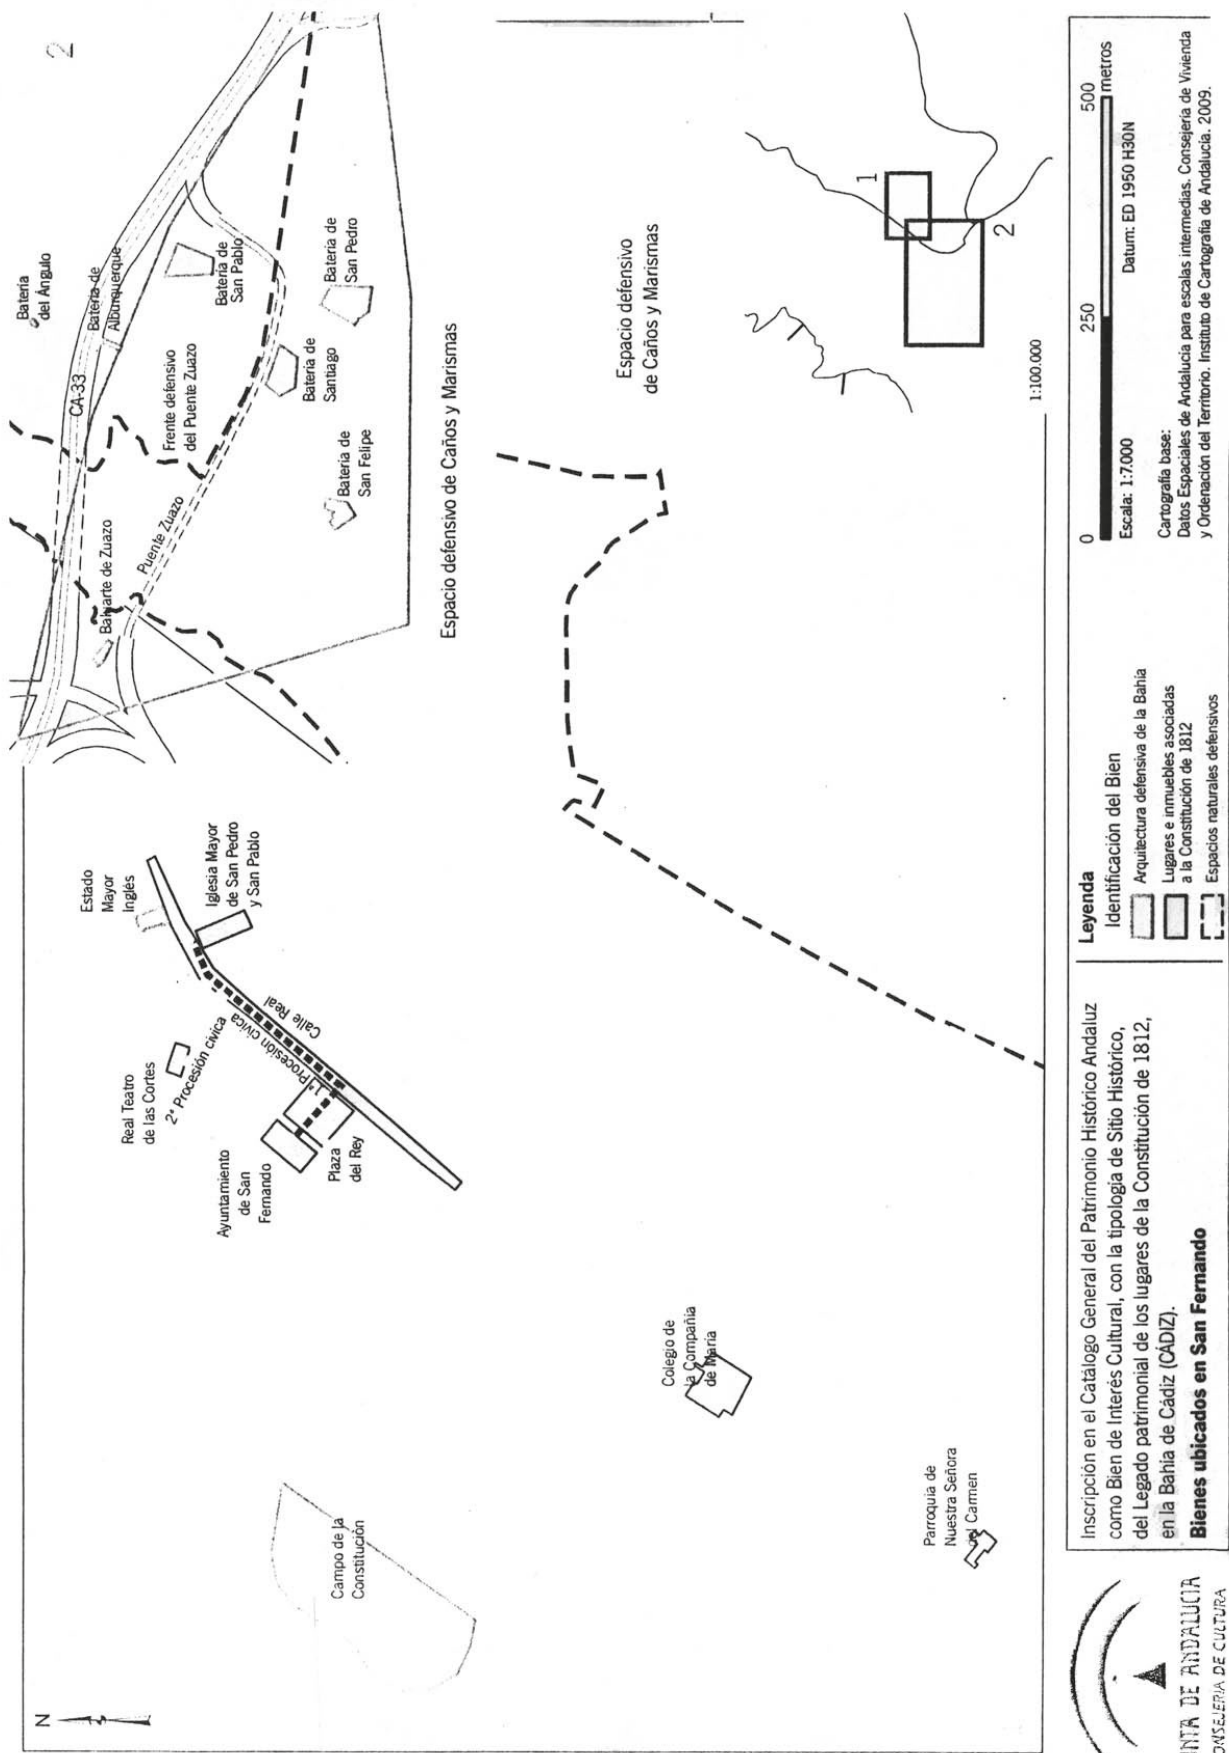 N
2
Batería
del Ángulo
CA-33
Batería de
Alburquerque
Batería de
San Pablo
Batería de
San Pedro
Frente defensivo
del Puente Zuazo
Batería de
Santiago
Baluarte de Zuazo
Puente Zuazo
Batería de
San Felipe
Espacio defensivo de Caños y Marismas
Estado
Mayor
Inglés
Iglesia Mayor
de San Pedro
y San Pablo
Real Teatro
de las Cortes
2ª Procesión cívica
1ª Procesión cívica
Calle Real
Ayuntamiento
de San
Fernando
Plaza
del Rey
Campo de la
Constitución
Colegio de
la Compañía
de María
Parroquia de
Nuestra Señora
del Carmen
Espacio defensivo
de Caños y Marismas
1
2
1:100.000
JNTA DE ANDALUCIA
ONSEJERIA DE CULTURA
Inscripción en el Catálogo General del Patrimonio Histórico Andaluz
como Bien de Interés Cultural, con la tipología de Sitio Histórico,
del Legado patrimonial de los lugares de la Constitución de 1812,
en la Bahía de Cádiz (CÁDIZ).
Bienes ubicados en San Fernando
Leyenda
Identificación del Bien
Arquitectura defensiva de la Bahía
Lugares e inmuebles asociadas
a la Constitución de 1812
Espacios naturales defensivos
0
250
500
metros
Escala: 1:7.000
Datum: ED 1950 H30N
Cartografía base:
Datos Espaciales de Andalucía para escalas intermedias. Consejería de Vivienda
y Ordenación del Territorio. Instituto de Cartografía de Andalucía. 2009.